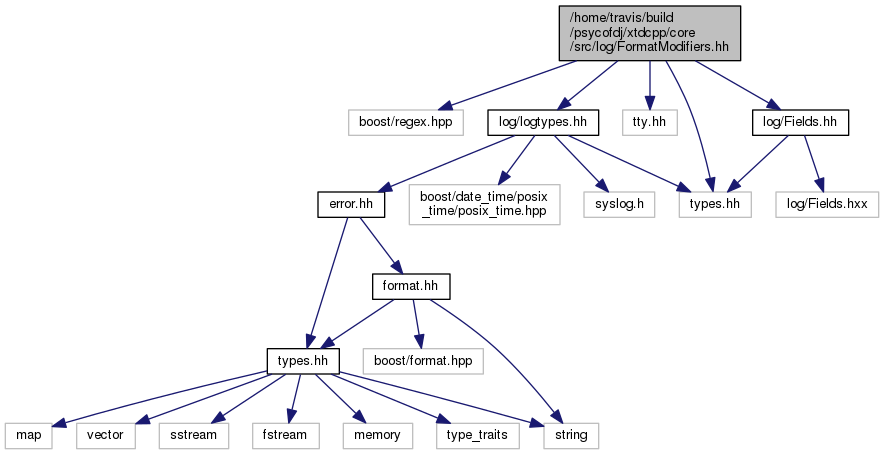 /home/travis/build
/psycofdj/xtdcpp/core
/src/log/FormatModifiers.hh
boost/regex.hpp
log/logtypes.hh
tty.hh
log/Fields.hh
error.hh
boost/date_time/posix
_time/posix_time.hpp
syslog.h
types.hh
log/Fields.hxx
format.hh
types.hh
boost/format.hpp
map
vector
sstream
fstream
memory
type_traits
string